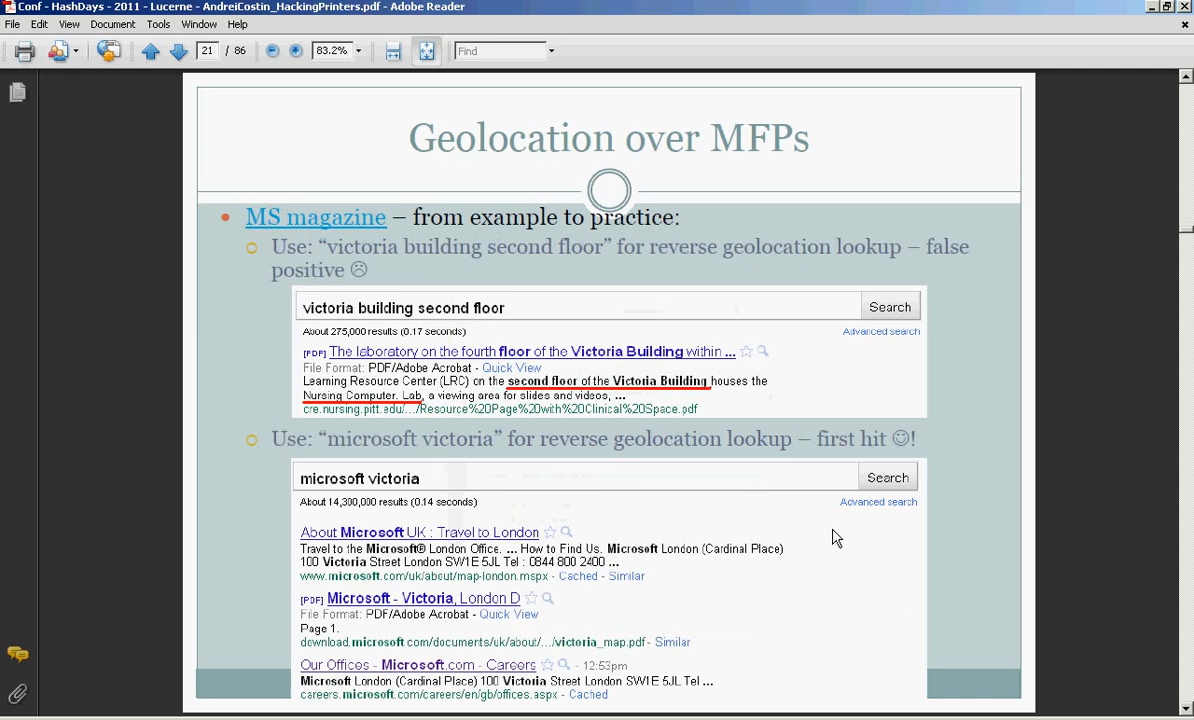 Conf - HashDays - 2011 - Lucerne - AndreiCostin_HackingPrinters.pdf - Adobe Reader
File Edit View Document Tools Window Help
21 / 86 83.2% Find
Geolocation over MFPs
MS magazine – from example to practice:
Use: “victoria building second floor” for reverse geolocation lookup – false
positive ☹
victoria building second floor Search
About 275,000 results (0.17 seconds) Advanced search
[PDF] The laboratory on the fourth floor of the Victoria Building within ...
File Format: PDF/Adobe Acrobat - Quick View
Learning Resource Center (LRC) on the second floor of the Victoria Building houses the
Nursing Computer. Lab, a viewing area for slides and videos, ...
cre.nursing.pitt.edu/.../Resource%20Page%20with%20Clinical%20Space.pdf
Use: “microsoft victoria” for reverse geolocation lookup – first hit ☺!
microsoft victoria Search
About 14,300,000 results (0.14 seconds) Advanced search
About Microsoft UK : Travel to London
Travel to the Microsoft® London Office. ... How to Find Us. Microsoft London (Cardinal Place)
100 Victoria Street London SW1E 5JL Tel : 0844 800 2400 ...
www.microsoft.com/uk/about/map-london.mspx - Cached - Similar
[PDF] Microsoft - Victoria, London D
File Format: PDF/Adobe Acrobat - Quick View
Page 1.
download.microsoft.com/documents/uk/about/.../victoria_map.pdf - Similar
Our Offices - Microsoft.com - Careers - 12:53pm
Microsoft London (Cardinal Place) 100 Victoria Street London SW1E 5JL Tel ...
careers.microsoft.com/careers/en/gb/offices.aspx - Cached